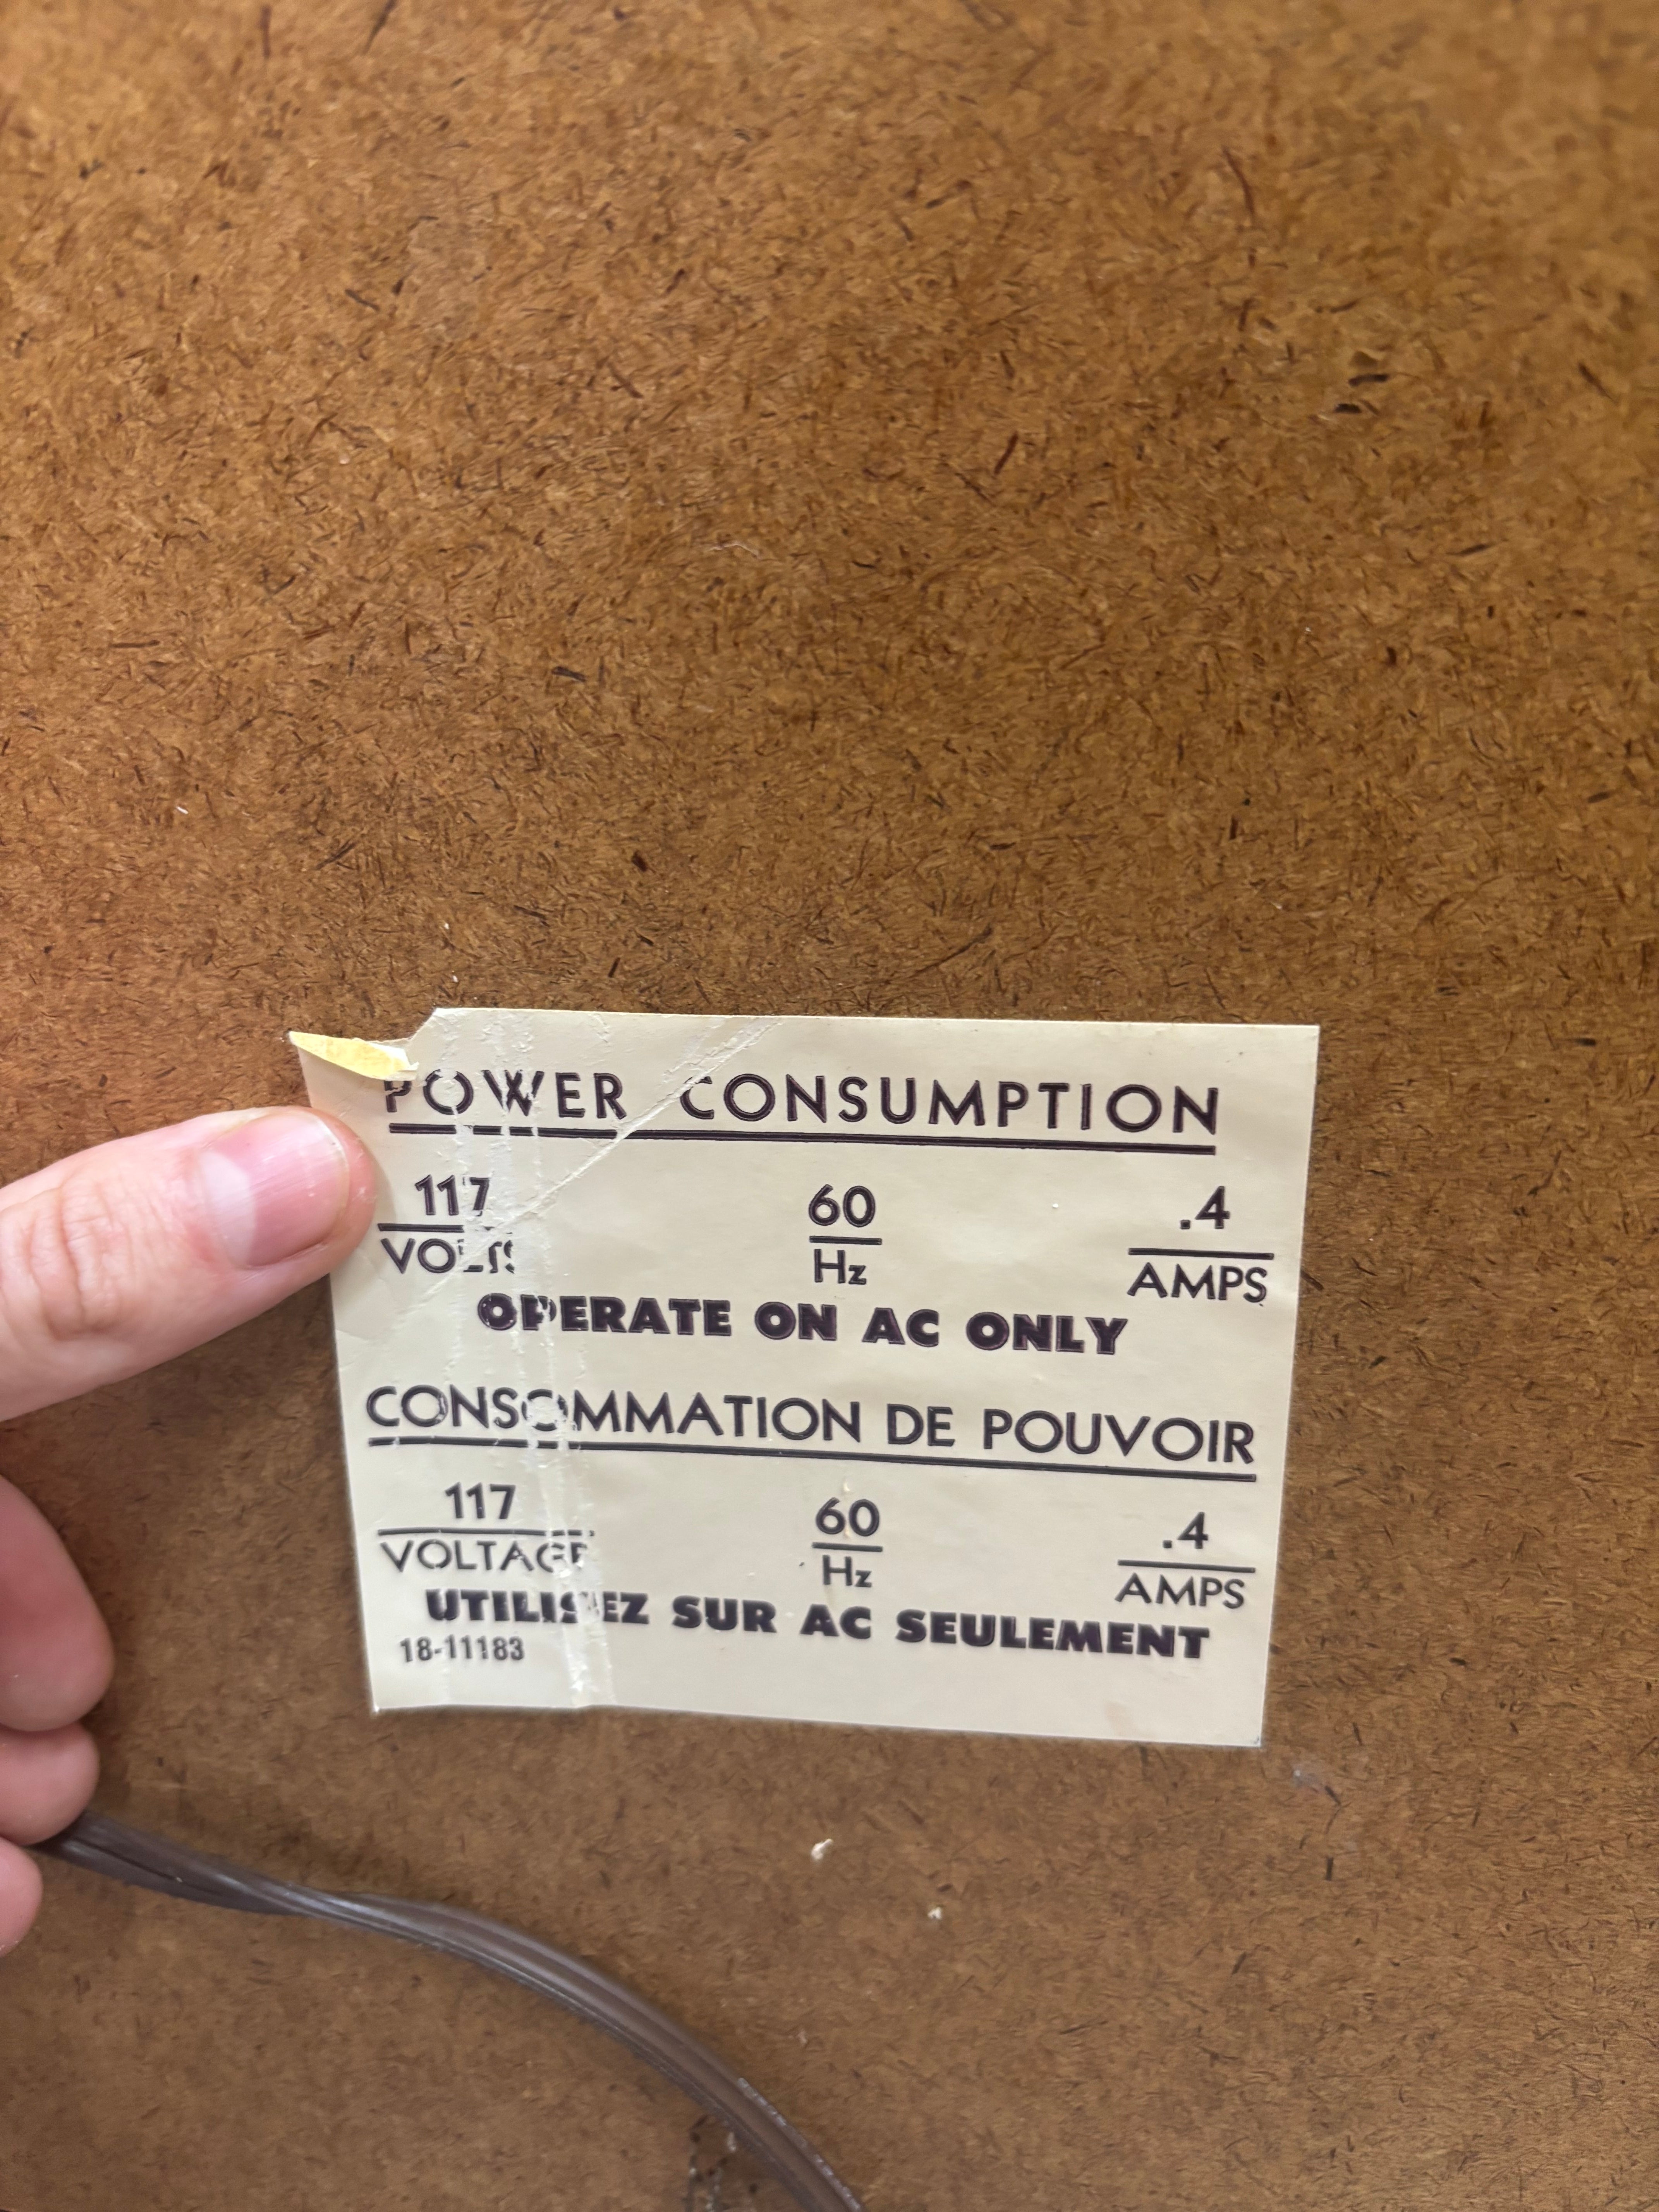 POWER CONSUMPTION
117 60 .4
VOLTS Hz AMPS
OPERATE ON AC ONLY
CONSOMMATION DE POUVOIR
117 60 .4
VOLTAGE Hz AMPS
UTILISEZ SUR AC SEULEMENT
18-11183